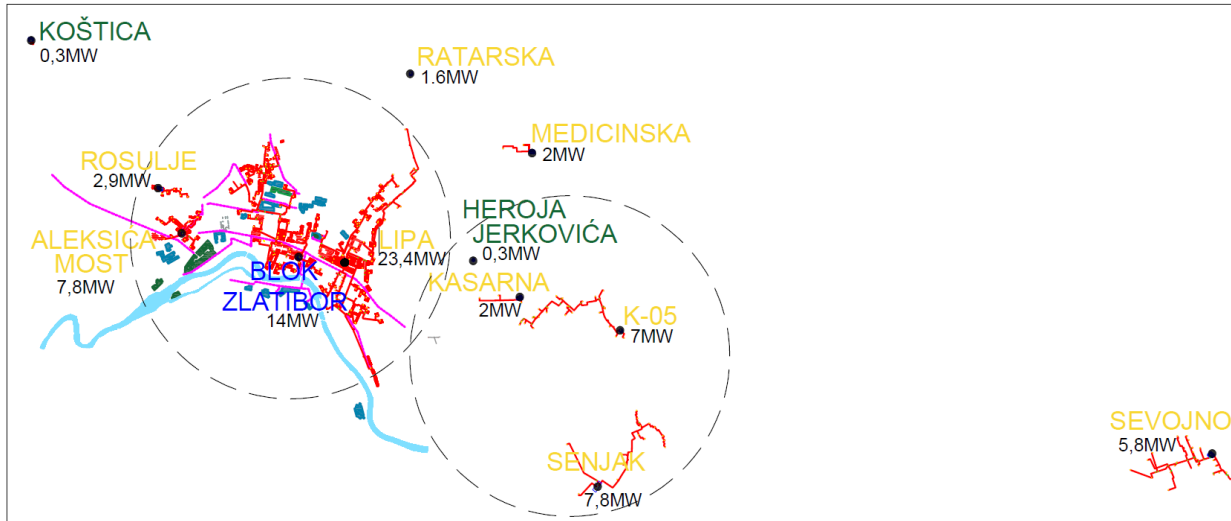 KOŠTICA
0,3MW
RATARSKA
1.6MW
MEDICINSKA
2MW
ROSULJE
2,9MW
HEROJA
JERKOVIĆA
0,3MW
ALEKSIĆA
MOST
7,8MW
LIPA
23,4MW
BLOK
ZLATIBOR
14MW
KASARNA
2MW
K-05
7MW
SENJAK
7,8MW
SEVOJNO
5,8MW